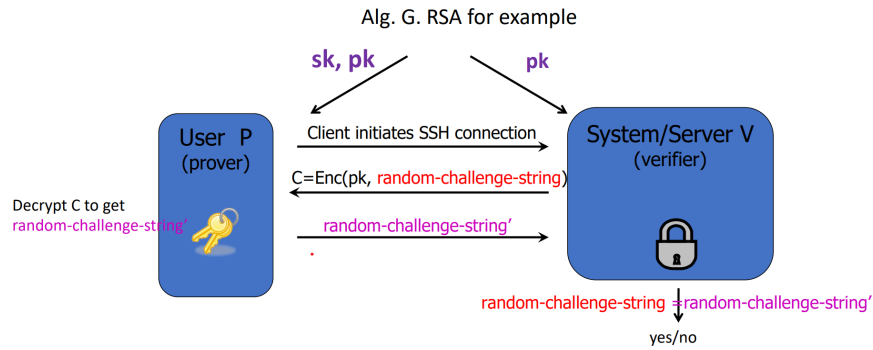 Alg. G. RSA for example
sk, pk
pk
User P
(prover)
Client initiates SSH connection
System/Server V
(verifier)
C=Enc(pk, random-challenge-string)
Decrypt C to get
random-challenge-string’
random-challenge-string’
random-challenge-string =random-challenge-string’
yes/no